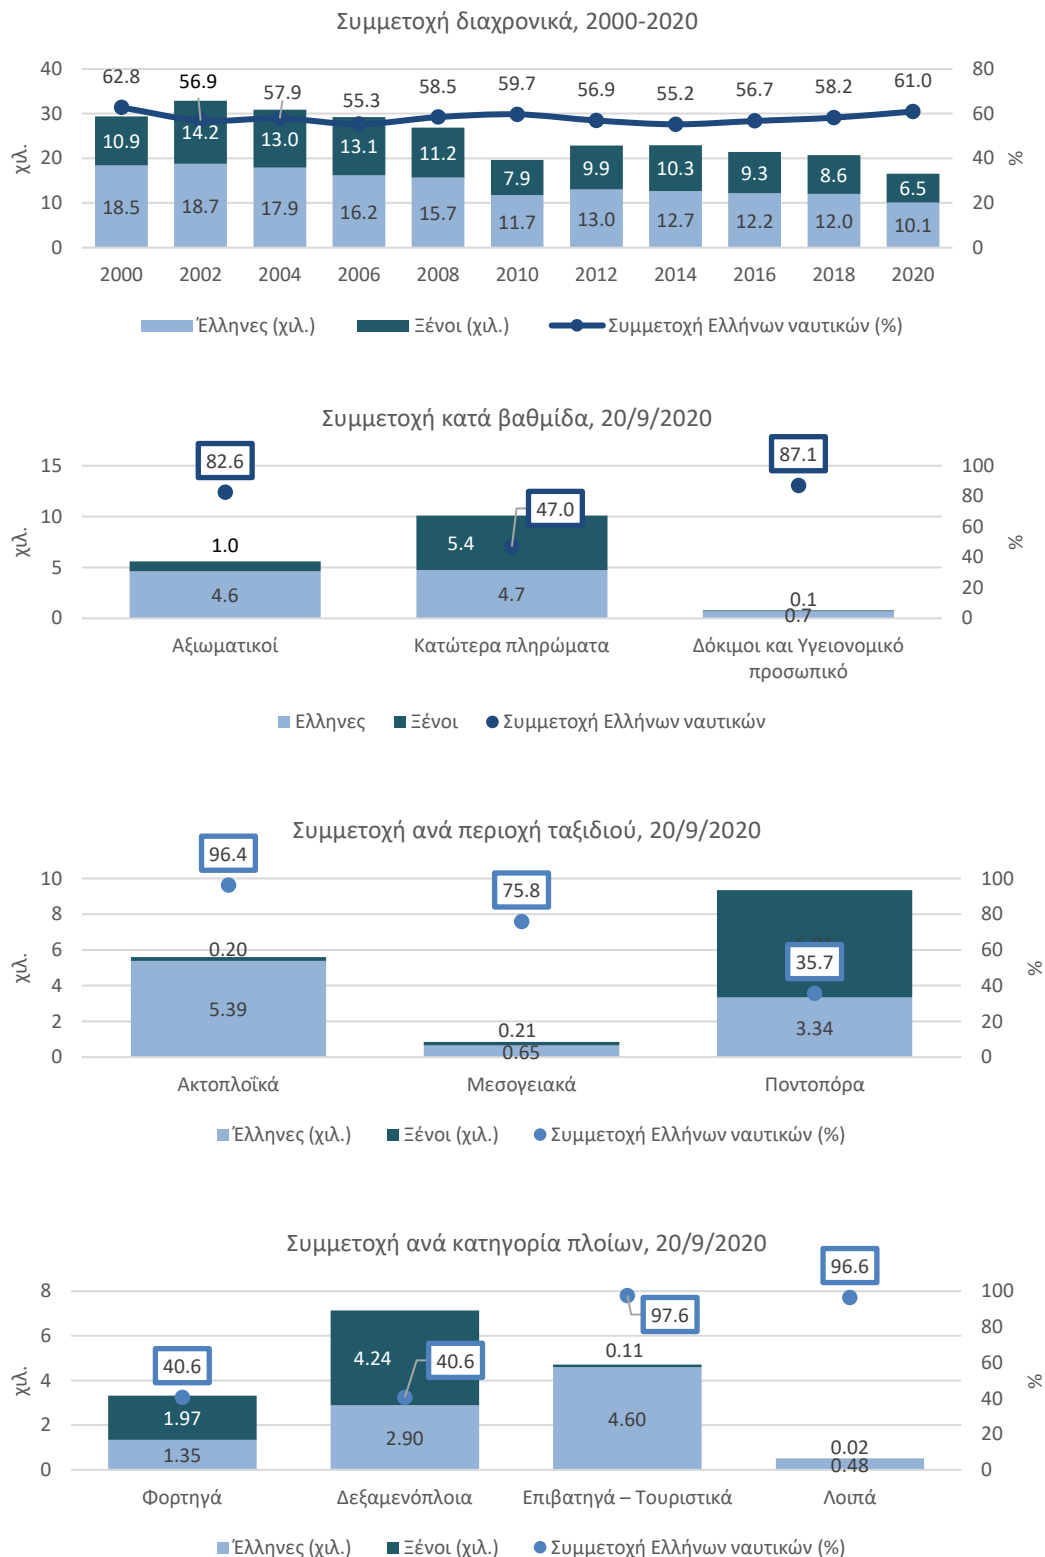 Συμμετοχή διαχρονικά, 2000-2020
40 62.8 56.9 57.9 55.3 58.5 59.7 56.9 55.2 56.7 58.2 61.0 80
30 60
20 40
10 20
0 0
χιλ. %
10.9 14.2 13.0 13.1 11.2 7.9 9.9 10.3 9.3 8.6 6.5
18.5 18.7 17.9 16.2 15.7 11.7 13.0 12.7 12.2 12.0 10.1
2000 2002 2004 2006 2008 2010 2012 2014 2016 2018 2020
Έλληνες (χιλ.) Ξένοι (χιλ.) Συμμετοχή Ελλήνων ναυτικών (%)
Συμμετοχή κατά βαθμίδα, 20/9/2020
82.6 47.0 87.1
15 100
80
10 60
5 40
20
0 0
χιλ. %
1.0 5.4 0.1
4.6 4.7 0.7
Αξιωματικοί Κατώτερα πληρώματα Δόκιμοι και Υγειονομικό
προσωπικό
Ελληνες Ξένοι Συμμετοχή Ελλήνων ναυτικών
Συμμετοχή ανά περιοχή ταξιδιού, 20/9/2020
96.4 75.8 35.7
10 100
8 80
6 60
4 40
2 20
0 0
χιλ. %
0.20 0.21
5.39 0.65 3.34
Ακτοπλοϊκά Μεσογειακά Ποντοπόρα
Έλληνες (χιλ.) Ξένοι (χιλ.) Συμμετοχή Ελλήνων ναυτικών (%)
Συμμετοχή ανά κατηγορία πλοίων, 20/9/2020
40.6 40.6 97.6 96.6
8 100
6 80
4 60
2 40
0 20
0
χιλ. %
1.97 4.24 0.11 0.02
1.35 2.90 4.60 0.48
Φορτηγά Δεξαμενόπλοια Επιβατηγά – Τουριστικά Λοιπά
Έλληνες (χιλ.) Ξένοι (χιλ.) Συμμετοχή Ελλήνων ναυτικών (%)